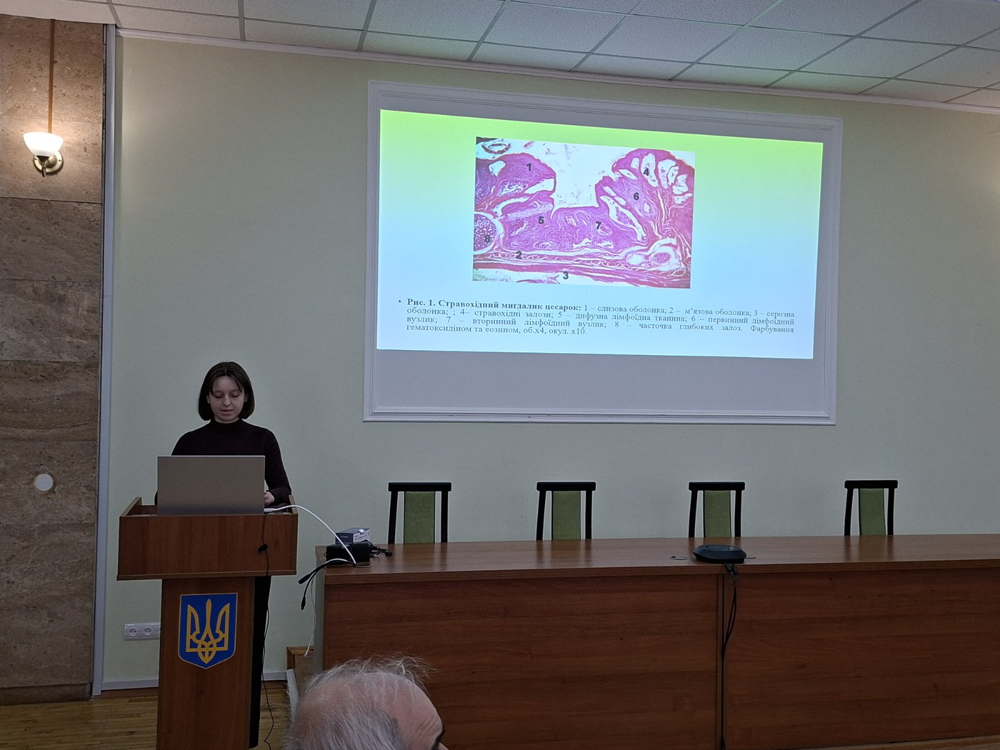 1
4
6
5
7
8
2
3
• Рис. 1. Стравохідний мигдалик цесарок: 1 – слизова оболонка; 2 – м’язова оболонка; 3 – серозна
оболонка; ; 4– стравохідні залози; 5 – дифузна лімфоїдна тканина; 6 – первинний лімфоїдний
вузлик; 7 – вторинний лімфоїдний вузлик; 8 – часточка глибоких залоз. Фарбування
гематоксиліном та еозином, об.х4, окул. х10.